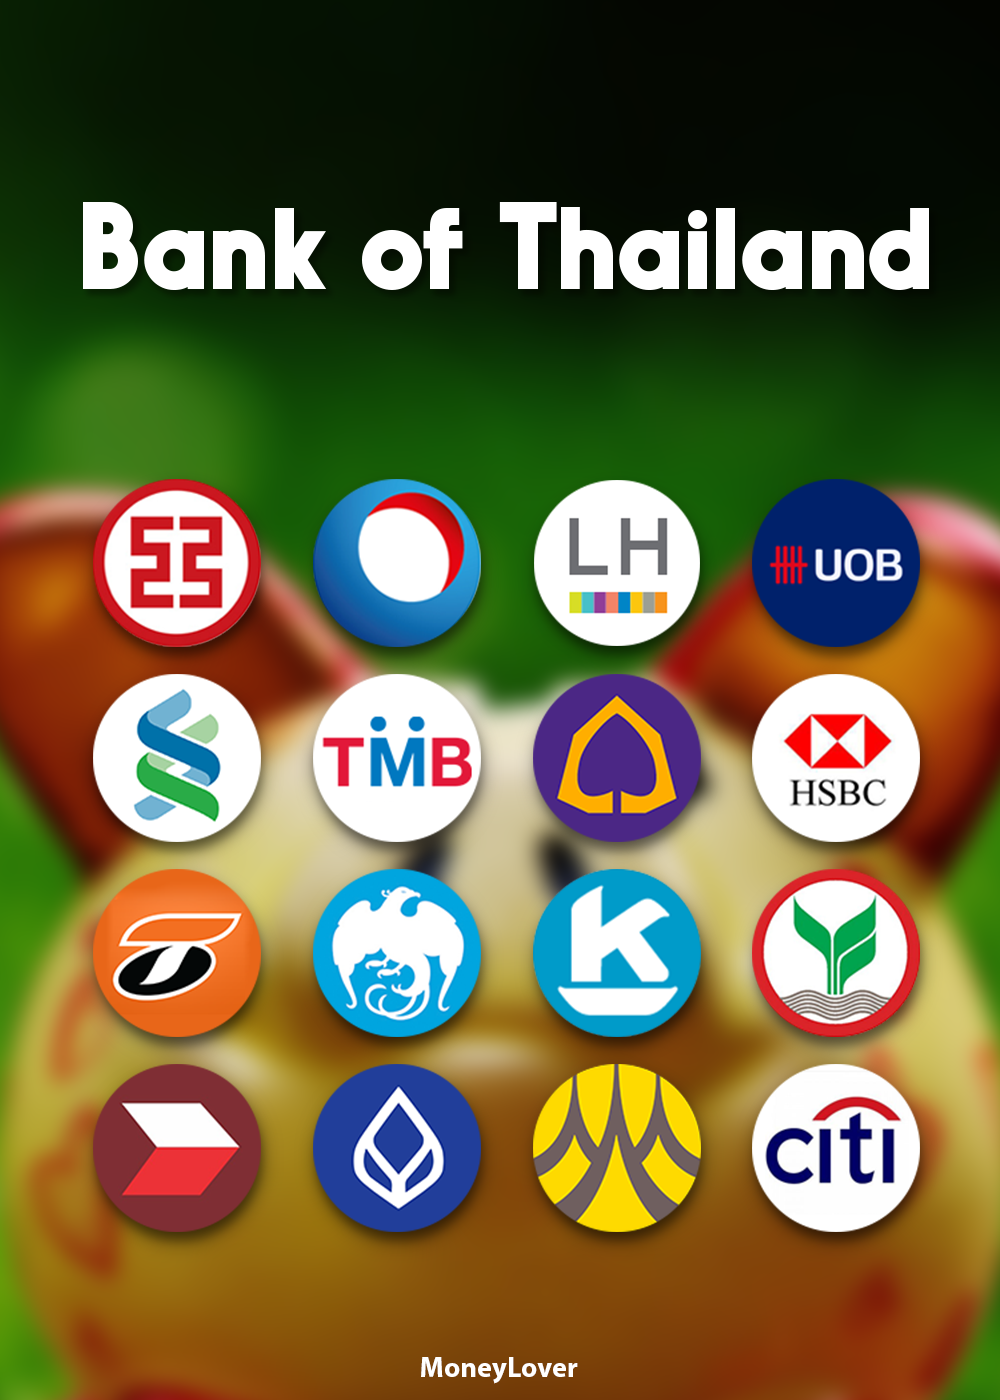 Bank of Thailand
LH
UOB
TMB
HSBC
K
citi
MoneyLover